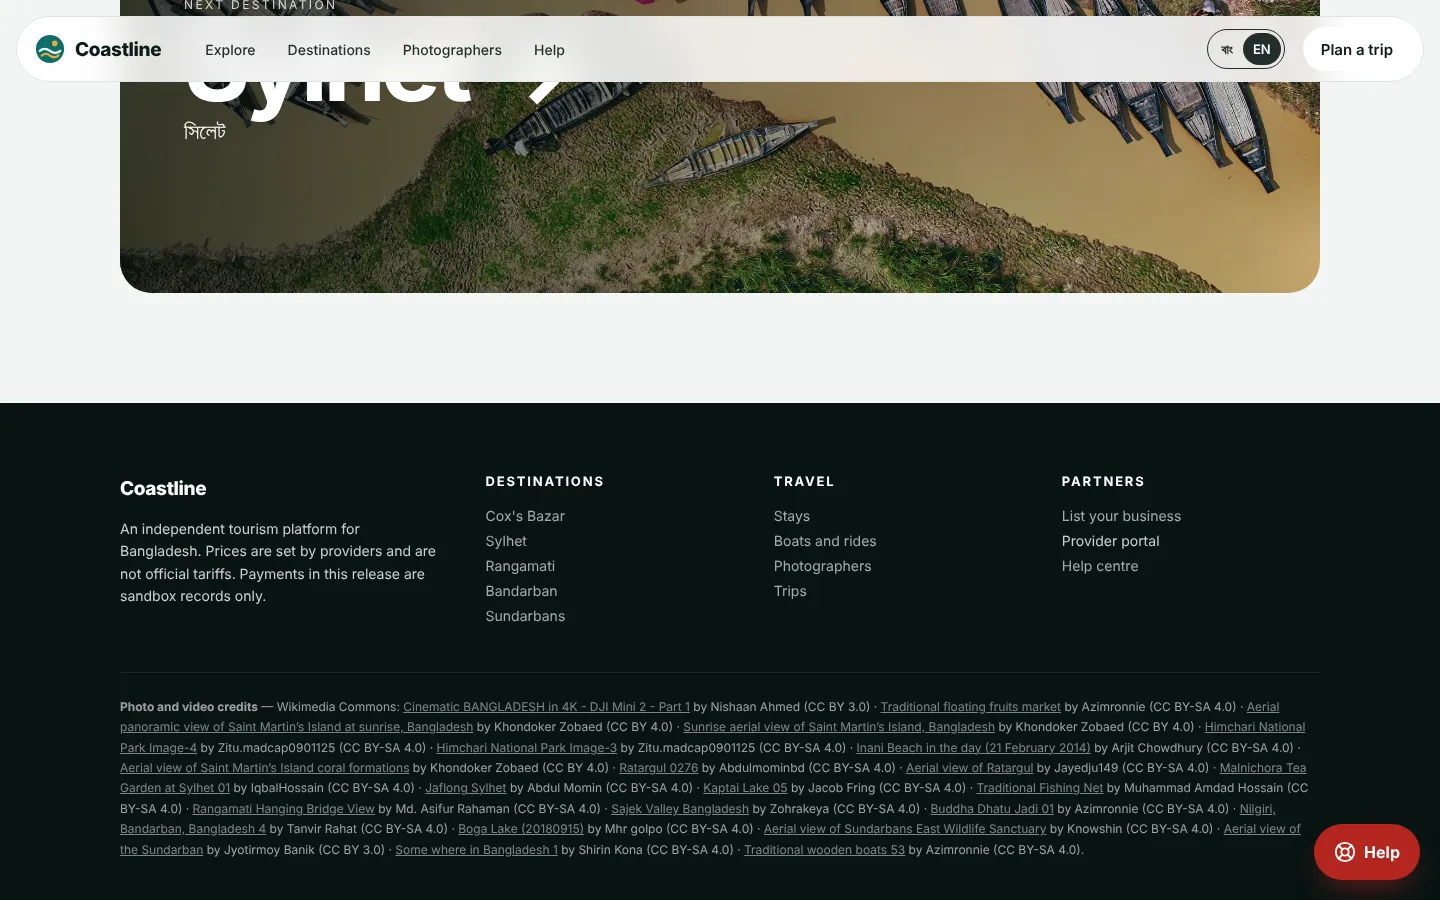 NEXT DESTINATION
Coastline
Explore
Destinations
Photographers
Help
বাং
EN
Plan a trip
Sylhet →
সিলেট
Coastline
An independent tourism platform for
Bangladesh. Prices are set by providers and are
not official tariffs. Payments in this release are
sandbox records only.
DESTINATIONS
Cox's Bazar
Sylhet
Rangamati
Bandarban
Sundarbans
TRAVEL
Stays
Boats and rides
Photographers
Trips
PARTNERS
List your business
Provider portal
Help centre
Photo and video credits — Wikimedia Commons: Cinematic BANGLADESH in 4K - DJI Mini 2 - Part 1 by Nishaan Ahmed (CC BY 3.0) · Traditional floating fruits market by Azimronnie (CC BY-SA 4.0) · Aerial
panoramic view of Saint Martin’s Island at sunrise, Bangladesh by Khondoker Zobaed (CC BY 4.0) · Sunrise aerial view of Saint Martin’s Island, Bangladesh by Khondoker Zobaed (CC BY 4.0) · Himchari National
Park Image-4 by Zitu.madcap0901125 (CC BY-SA 4.0) · Himchari National Park Image-3 by Zitu.madcap0901125 (CC BY-SA 4.0) · Inani Beach in the day (21 February 2014) by Arjit Chowdhury (CC BY-SA 4.0) ·
Aerial view of Saint Martin’s Island coral formations by Khondoker Zobaed (CC BY 4.0) · Ratargul 0276 by Abdulmominbd (CC BY-SA 4.0) · Aerial view of Ratargul by Jayedju149 (CC BY-SA 4.0) · Malnichora Tea
Garden at Sylhet 01 by IqbalHossain (CC BY-SA 4.0) · Jaflong Sylhet by Abdul Momin (CC BY-SA 4.0) · Kaptai Lake 05 by Jacob Fring (CC BY-SA 4.0) · Traditional Fishing Net by Muhammad Amdad Hossain (CC
BY-SA 4.0) · Rangamati Hanging Bridge View by Md. Asifur Rahaman (CC BY-SA 4.0) · Sajek Valley Bangladesh by Zohrakeya (CC BY-SA 4.0) · Buddha Dhatu Jadi 01 by Azimronnie (CC BY-SA 4.0) · Nilgiri,
Bandarban, Bangladesh 4 by Tanvir Rahat (CC BY-SA 4.0) · Boga Lake (20180915) by Mhr golpo (CC BY-SA 4.0) · Aerial view of Sundarbans East Wildlife Sanctuary by Knowshin (CC BY-SA 4.0) · Aerial view of
the Sundarban by Jyotirmoy Banik (CC BY 3.0) · Some where in Bangladesh 1 by Shirin Kona (CC BY-SA 4.0) · Traditional wooden boats 53 by Azimronnie (CC BY-SA 4.0).
Help